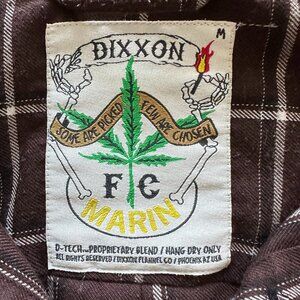 DIXXON
M
SOME ARE PICKED
FEW ARE CHOSEN
F C
MARIN
D-TECH...PROPRIETARY BLEND / HANG DRY ONLY
ALL RIGHTS RESERVED / DIXXON FLANNEL CO / PHOENIX AZ USA